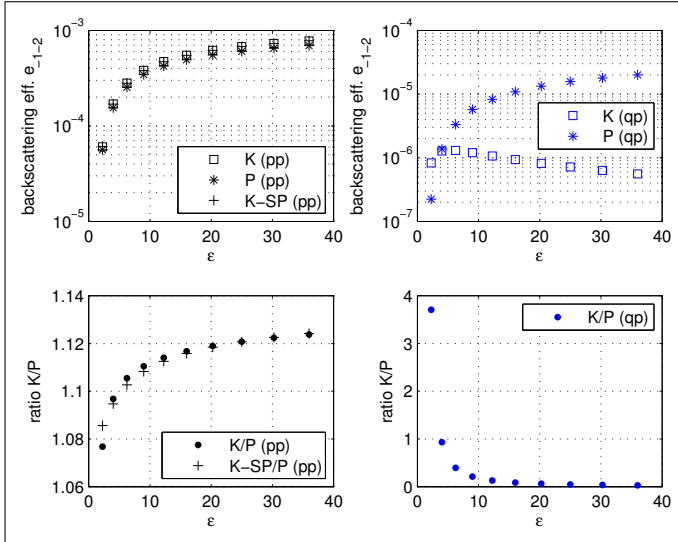 backscattering eff. e_{-1-2}
10^{-3}
10^{-4}
10^{-5}
K (pp)
P (pp)
K-SP (pp)
0 10 20 30 40
ε
backscattering eff. e_{-1-2}
10^{-4}
10^{-5}
10^{-6}
10^{-7}
K (qp)
P (qp)
0 10 20 30 40
ε
ratio K/P
1.14
1.12
1.1
1.08
1.06
K/P (pp)
K-SP/P (pp)
0 10 20 30 40
ε
ratio K/P
4
3
2
1
0
K/P (qp)
0 10 20 30 40
ε